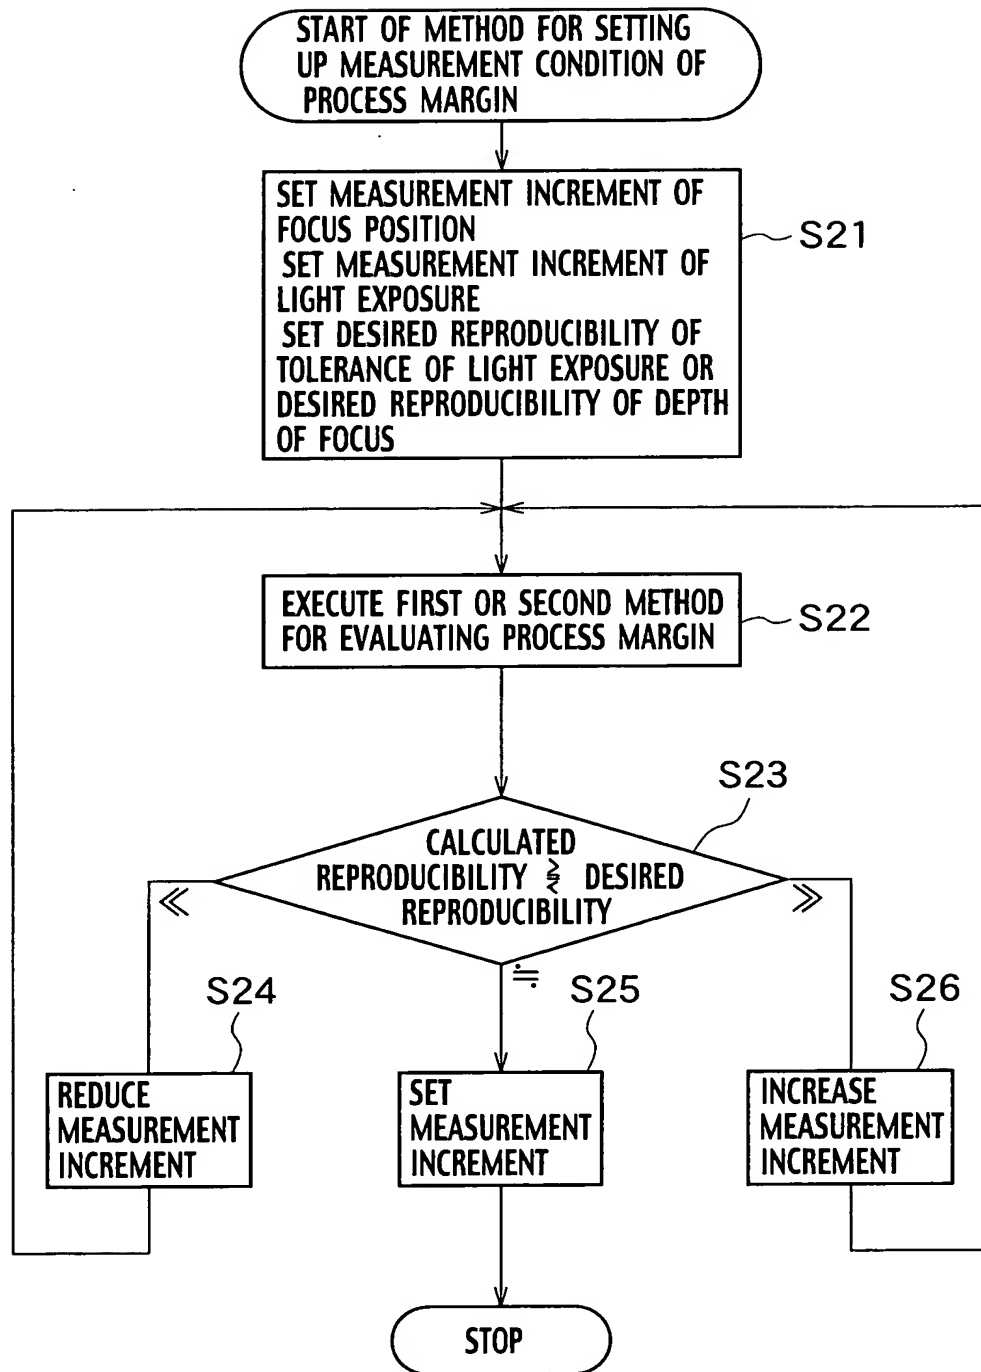 START OF METHOD FOR SETTING
UP MEASUREMENT CONDITION OF
PROCESS MARGIN
SET MEASUREMENT INCREMENT OF
FOCUS POSITION
SET MEASUREMENT INCREMENT OF
LIGHT EXPOSURE
SET DESIRED REPRODUCIBILITY OF
TOLERANCE OF LIGHT EXPOSURE OR
DESIRED REPRODUCIBILITY OF DEPTH
OF FOCUS
S21
EXECUTE FIRST OR SECOND METHOD
FOR EVALUATING PROCESS MARGIN
S22
S23
CALCULATED
REPRODUCIBILITY ⪌ DESIRED
REPRODUCIBILITY
≪
≫
≒
S24
S25
S26
REDUCE
MEASUREMENT
INCREMENT
SET
MEASUREMENT
INCREMENT
INCREASE
MEASUREMENT
INCREMENT
STOP